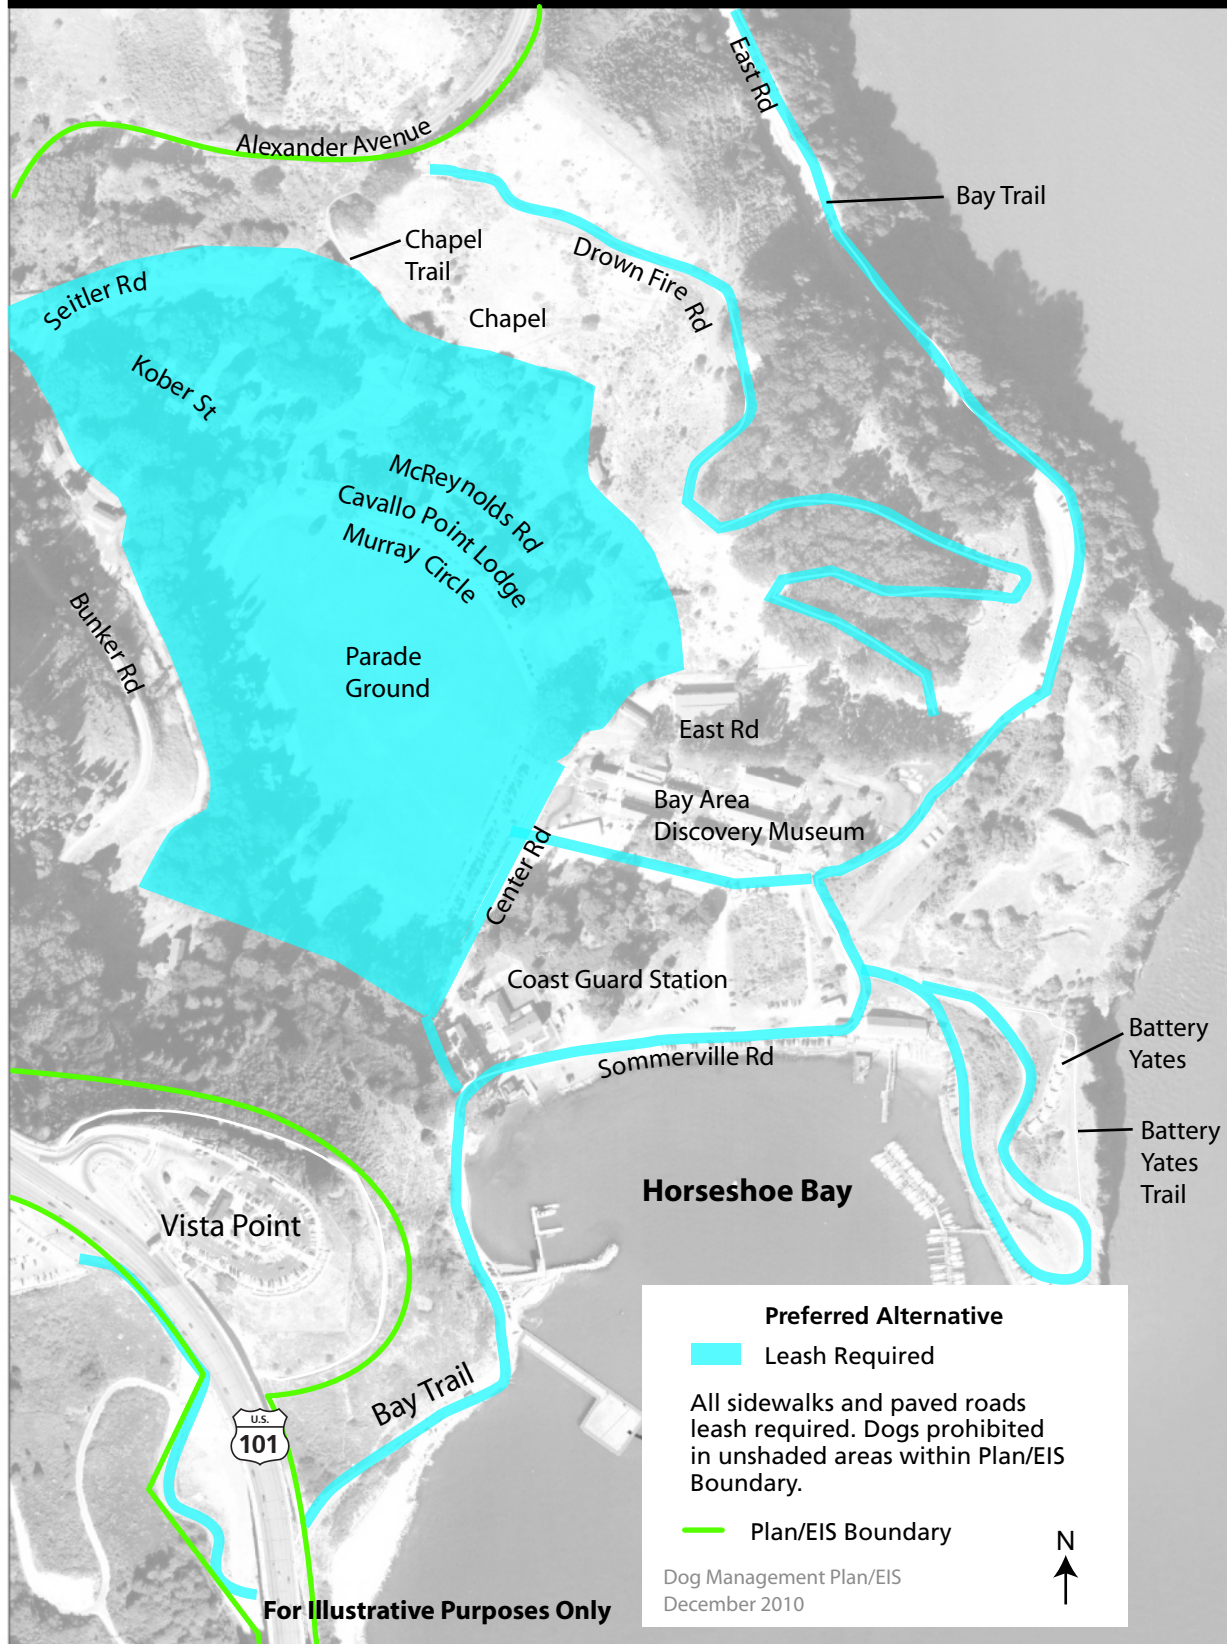 East Rd
Alexander Avenue
Bay Trail
Chapel
Trail
Drown Fire Rd
Seitler Rd
Chapel
Kober St
McReynolds Rd
Cavallo Point Lodge
Murray Circle
Bunker Rd
Parade
Ground
East Rd
Bay Area
Discovery Museum
Center Rd
Coast Guard Station
Sommerville Rd
Battery
Yates
Battery
Yates
Trail
Horseshoe Bay
Vista Point
Bay Trail
U.S.
101
Preferred Alternative
Leash Required
All sidewalks and paved roads
leash required. Dogs prohibited
in unshaded areas within Plan/EIS
Boundary.
Plan/EIS Boundary
N
Dog Management Plan/EIS
December 2010
For Illustrative Purposes Only